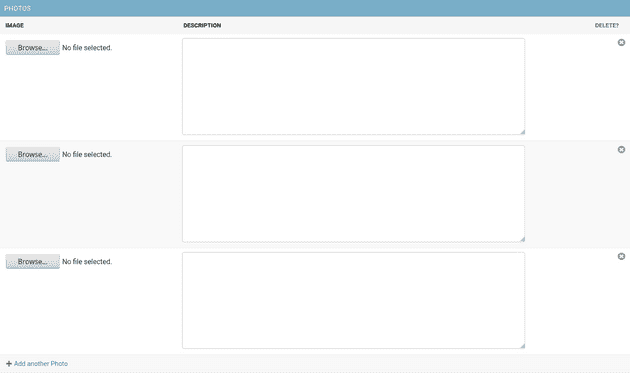 PHOTOS
IMAGE DESCRIPTION DELETE?
Browse... No file selected.
Browse... No file selected.
Browse... No file selected.
+ Add another Photo